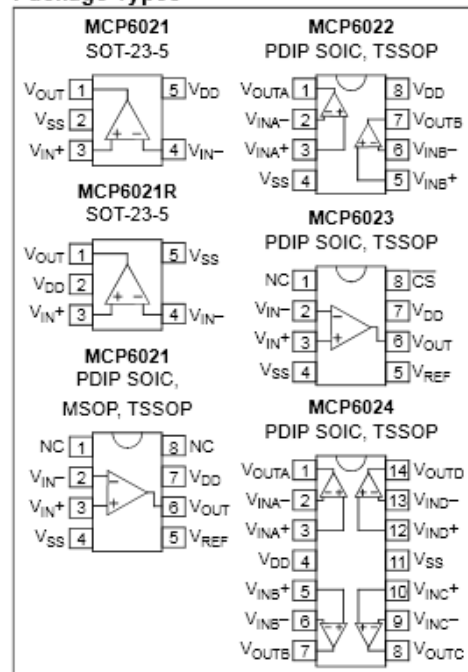 MCP6021
SOT-23-5
VOUT 1
VSS 2
VIN+ 3
5 VDD
4 VIN–
MCP6021R
SOT-23-5
VOUT 1
VDD 2
VIN+ 3
5 VSS
4 VIN–
MCP6021
PDIP SOIC,
MSOP, TSSOP
NC 1
VIN– 2
VIN+ 3
VSS 4
8 NC
7 VDD
6 VOUT
5 VREF
MCP6022
PDIP SOIC, TSSOP
VOUTA 1
VINA– 2
VINA+ 3
VSS 4
8 VDD
7 VOUTB
6 VINB–
5 VINB+
MCP6023
PDIP SOIC, TSSOP
NC 1
VIN– 2
VIN+ 3
VSS 4
8 CS
7 VDD
6 VOUT
5 VREF
MCP6024
PDIP SOIC, TSSOP
VOUTA 1
VINA– 2
VINA+ 3
VDD 4
VINB+ 5
VINB– 6
VOUTB 7
14 VOUTD
13 VIND–
12 VIND+
11 VSS
10 VINC+
9 VINC–
8 VOUTC